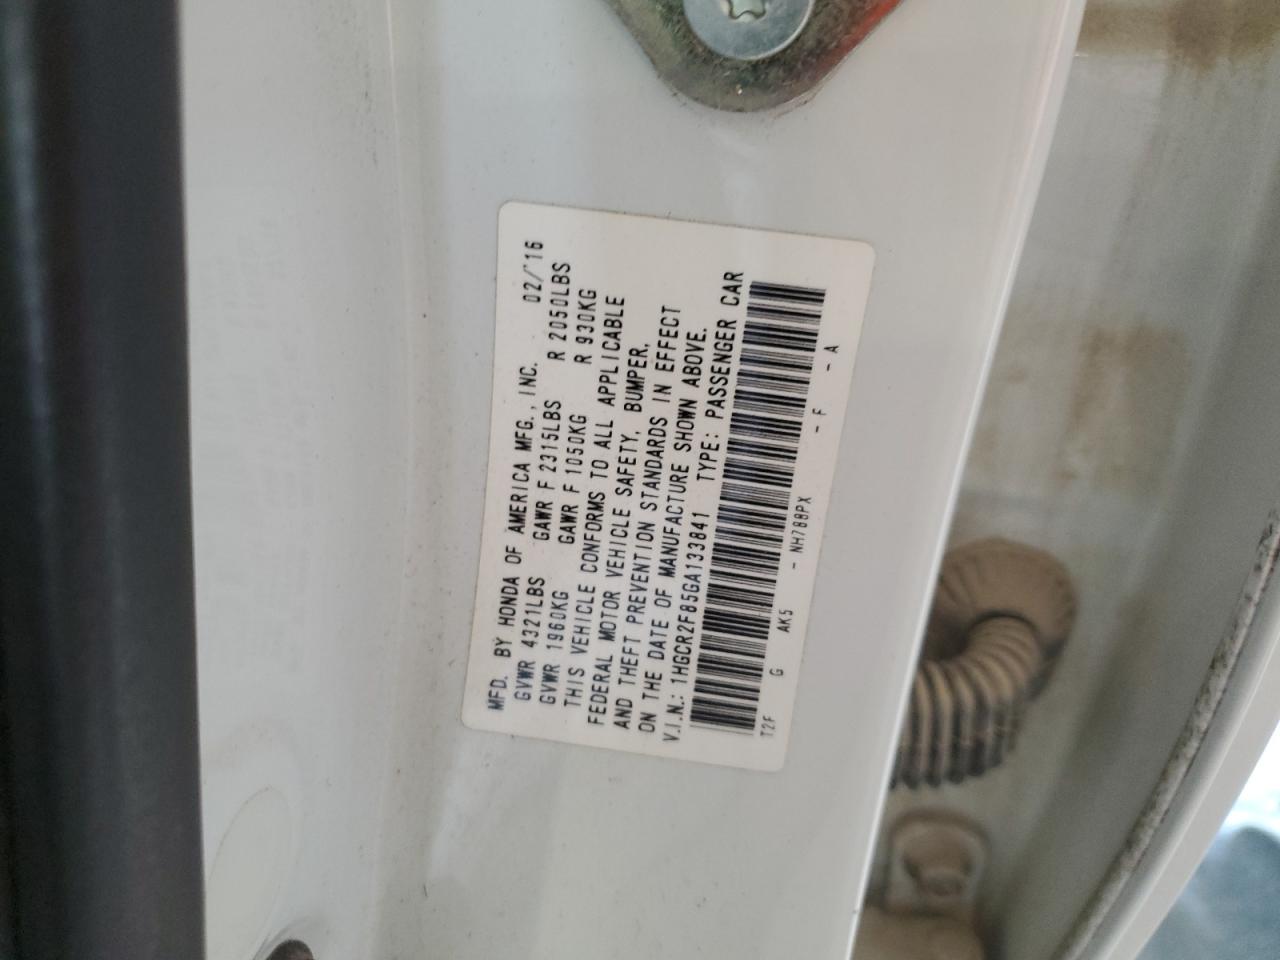 MFD. BY HONDA OF AMERICA MFG., INC. 02/'16
GVWR 4321LBS GAWR F 2315LBS R 2050LBS
GVWR 1960KG GAWR F 1050KG R 930KG
THIS VEHICLE CONFORMS TO ALL APPLICABLE
FEDERAL MOTOR VEHICLE SAFETY, BUMPER,
AND THEFT PREVENTION STANDARDS IN EFFECT
ON THE DATE OF MANUFACTURE SHOWN ABOVE.
V.I.N.: 1HGCR2F85GA133841 TYPE: PASSENGER CAR
T2F G AK5 - NH788PX - F - A